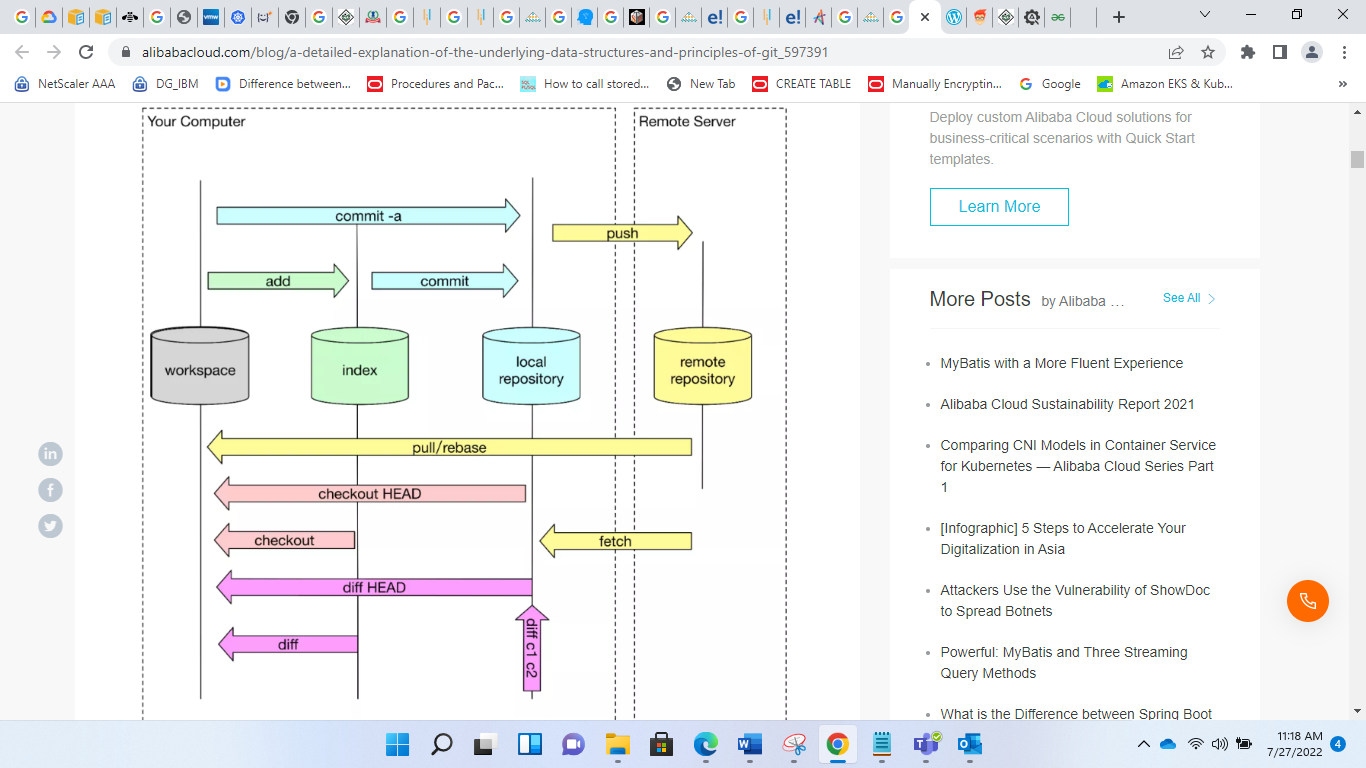 alibabacloud.com/blog/a-detailed-explanation-of-the-underlying-data-structures-and-principles-of-git_597391
NetScaler AAA
DG_IBM
Difference between...
Procedures and Pac...
How to call stored...
New Tab
CREATE TABLE
Manually Encryptin...
Google
Amazon EKS & Kub...
»
Your Computer
Remote Server
commit -a
push
add
commit
workspace
index
local
repository
remote
repository
pull/rebase
checkout HEAD
checkout
fetch
diff HEAD
diff c1 c2
diff
in
f
Deploy custom Alibaba Cloud solutions for
business-critical scenarios with Quick Start
templates.
Learn More
More Posts by Alibaba ...
See All
MyBatis with a More Fluent Experience
Alibaba Cloud Sustainability Report 2021
Comparing CNI Models in Container Service
for Kubernetes — Alibaba Cloud Series Part
1
[Infographic] 5 Steps to Accelerate Your
Digitalization in Asia
Attackers Use the Vulnerability of ShowDoc
to Spread Botnets
Powerful: MyBatis and Three Streaming
Query Methods
What is the Difference between Spring Boot
11:18 AM
7/27/2022
4